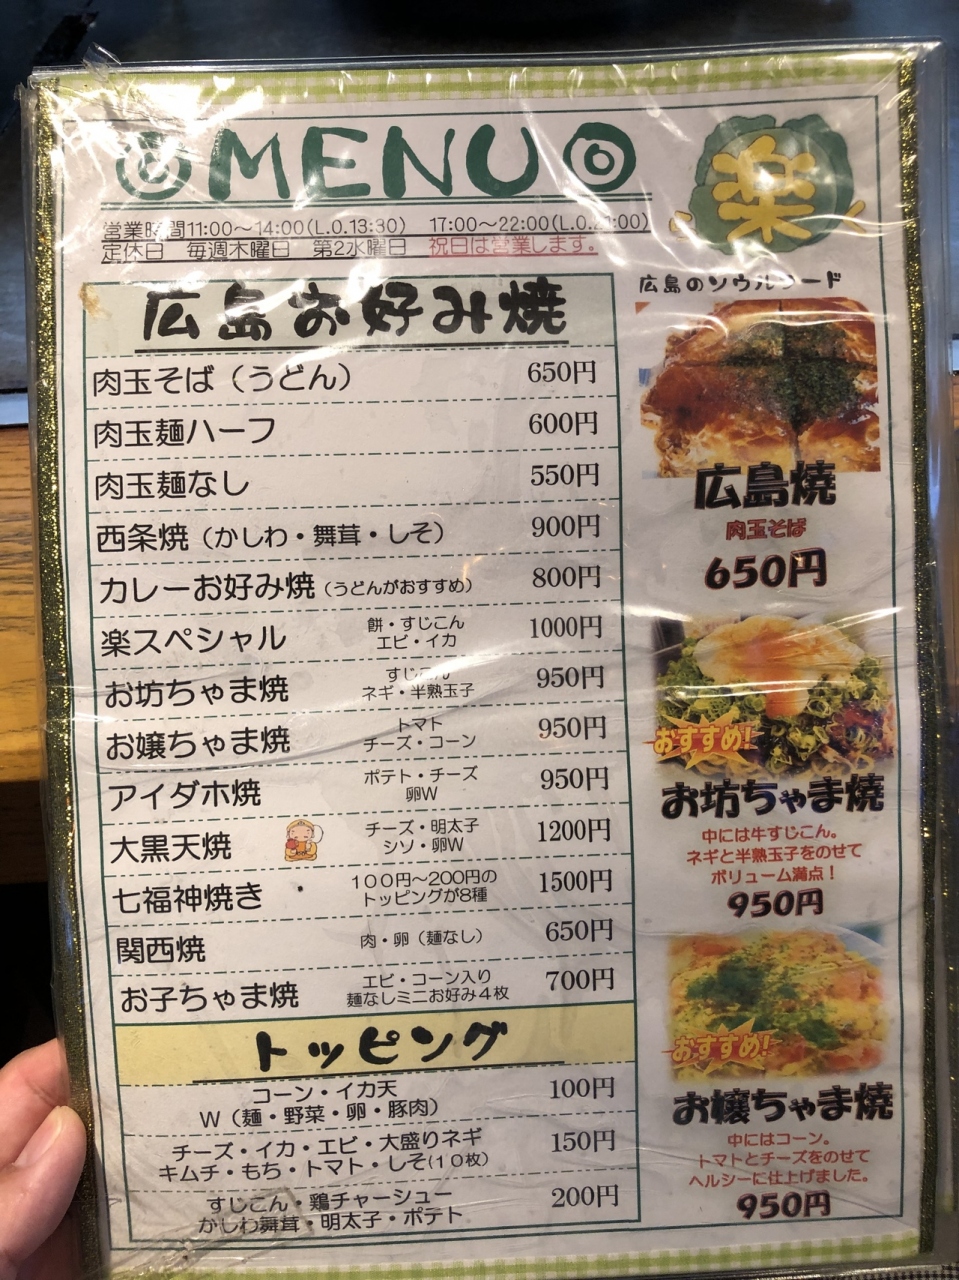 ◎MENU◎
楽
ら
く
営業時間11:00～14:00(L.O.13:30) 17:00～22:00(L.O.21:00)
定休日 毎週木曜日 第2水曜日 祝日は営業します。
広島お好み焼
肉玉そば（うどん） 650円
肉玉麺ハーフ 600円
肉玉麺なし 550円
西条焼（かしわ・舞茸・しそ） 900円
カレーお好み焼（うどんがおすすめ） 800円
楽スペシャル 餅・すじこん 1000円
エビ・イカ
お坊ちゃま焼 すじこん 950円
ネギ・半熟玉子
お嬢ちゃま焼 トマト 950円
チーズ・コーン
アイダホ焼 ポテト・チーズ 950円
卵W
大黒天焼 チーズ・明太子 1200円
シソ・卵W
七福神焼き 100円～200円の 1500円
トッピングが8種
関西焼 肉・卵（麺なし） 650円
お子ちゃま焼 エビ・コーン入り 700円
麺なしミニお好み4枚
トッピング
コーン・イカ天 100円
W（麺・野菜・卵・豚肉）
チーズ・イカ・エビ・大盛りネギ 150円
キムチ・もち・トマト・しそ(10枚)
すじこん・鶏チャーシュー 200円
かしわ舞茸・明太子・ポテト
広島のソウルフード
広島焼
肉玉そば
650円
おすすめ!
お坊ちゃま焼
中には牛すじこん。
ネギと半熟玉子をのせて
ボリューム満点！
950円
おすすめ!
お嬢ちゃま焼
中にはコーン。
トマトとチーズをのせて
ヘルシーに仕上げました。
950円